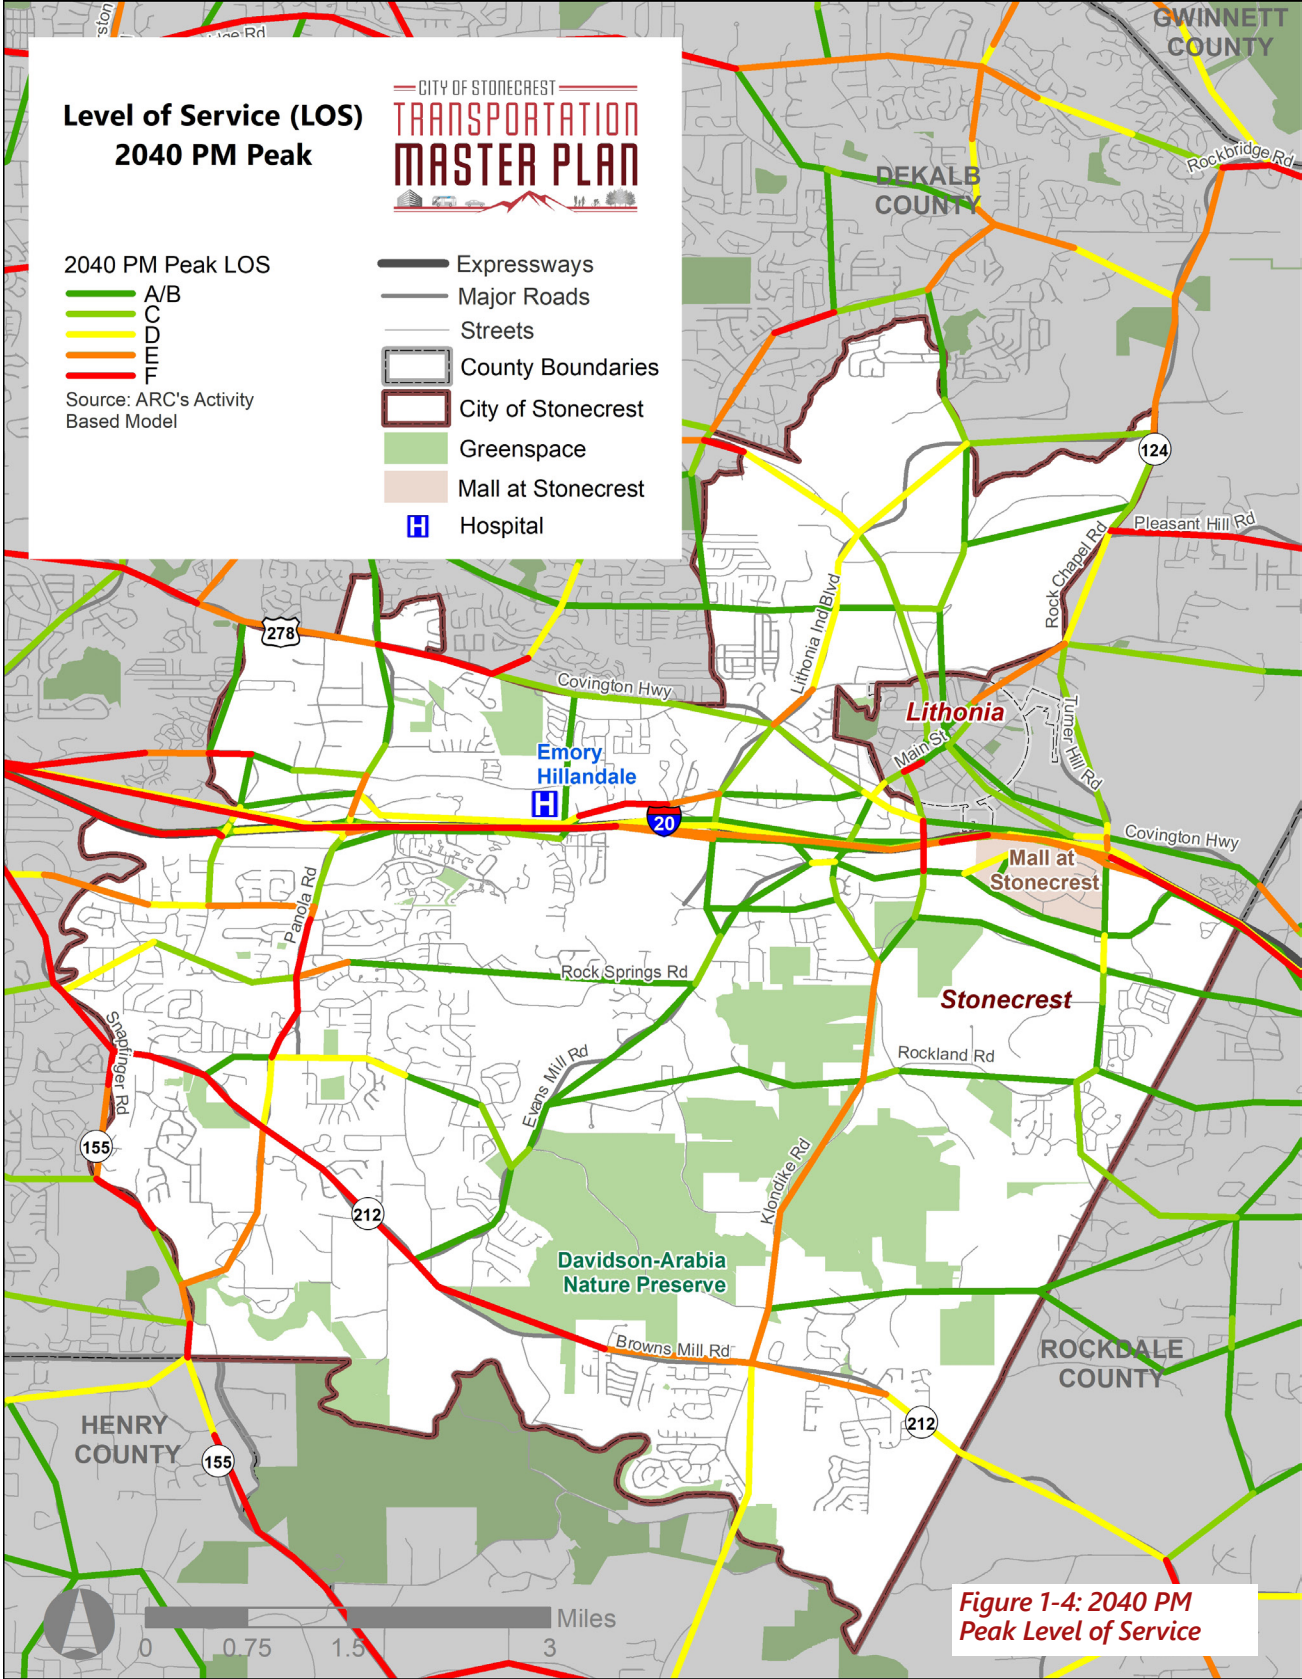 GWINNETT
COUNTY
Level of Service (LOS)
2040 PM Peak
CITY OF STONECREST
TRANSPORTATION
MASTER PLAN
2040 PM Peak LOS
A/B
C
D
E
F
Source: ARC's Activity
Based Model
Expressways
Major Roads
Streets
County Boundaries
City of Stonecrest
Greenspace
Mall at Stonecrest
H Hospital
Rockbridge Rd
DEKALB
COUNTY
124
Pleasant Hill Rd
Rock Chapel Rd
278
Lithonia Ind Blvd
Covington Hwy
Lithonia
Main St
Turner Hill Rd
Emory
Hillandale
H
20
Covington Hwy
Mall at
Stonecrest
Panola Rd
Rock Springs Rd
Stonecrest
Snapfinger Rd
Rockland Rd
Evans Mill Rd
155
Klondike Rd
212
Davidson-Arabia
Nature Preserve
Browns Mill Rd
ROCKDALE
COUNTY
HENRY
COUNTY
212
155
Miles
0 0.75 1.5 3
Figure 1-4: 2040 PM
Peak Level of Service